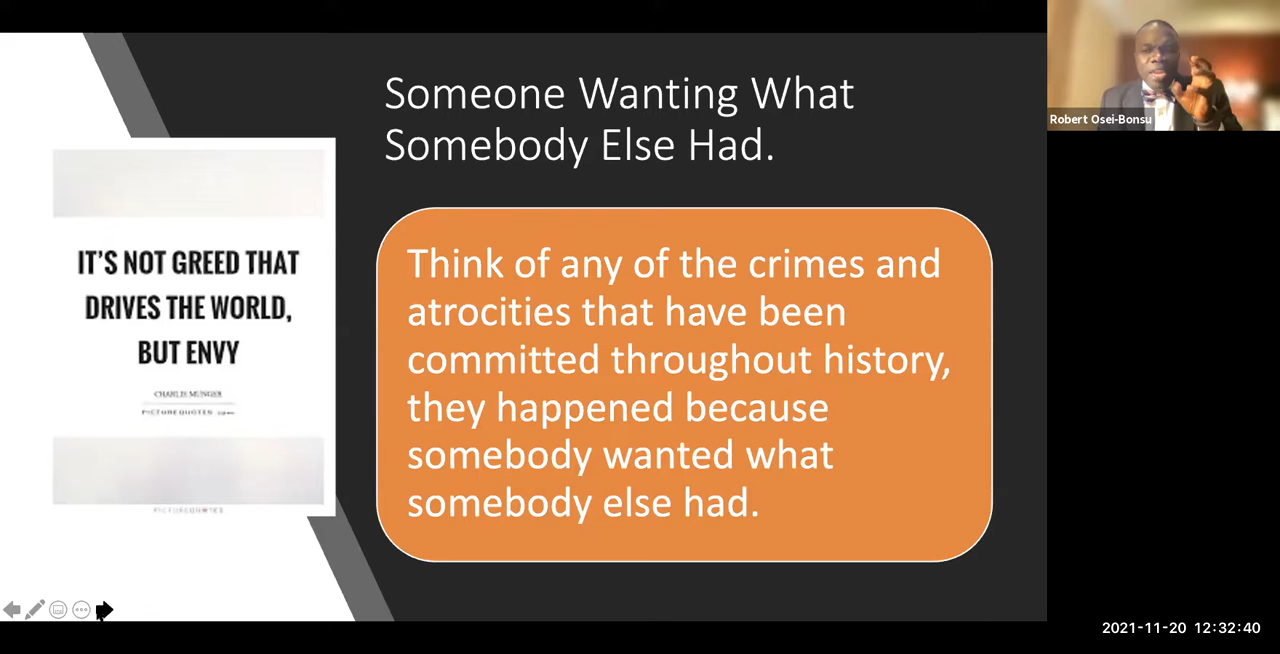 Someone Wanting What
Somebody Else Had.
IT'S NOT GREED THAT
DRIVES THE WORLD,
BUT ENVY
CHARLIE MUNGER
PICTUREQUOTES
PICTUREQUOTES
Think of any of the crimes and
atrocities that have been
committed throughout history,
they happened because
somebody wanted what
somebody else had.
Robert Osei-Bonsu
2021-11-20 12:32:40